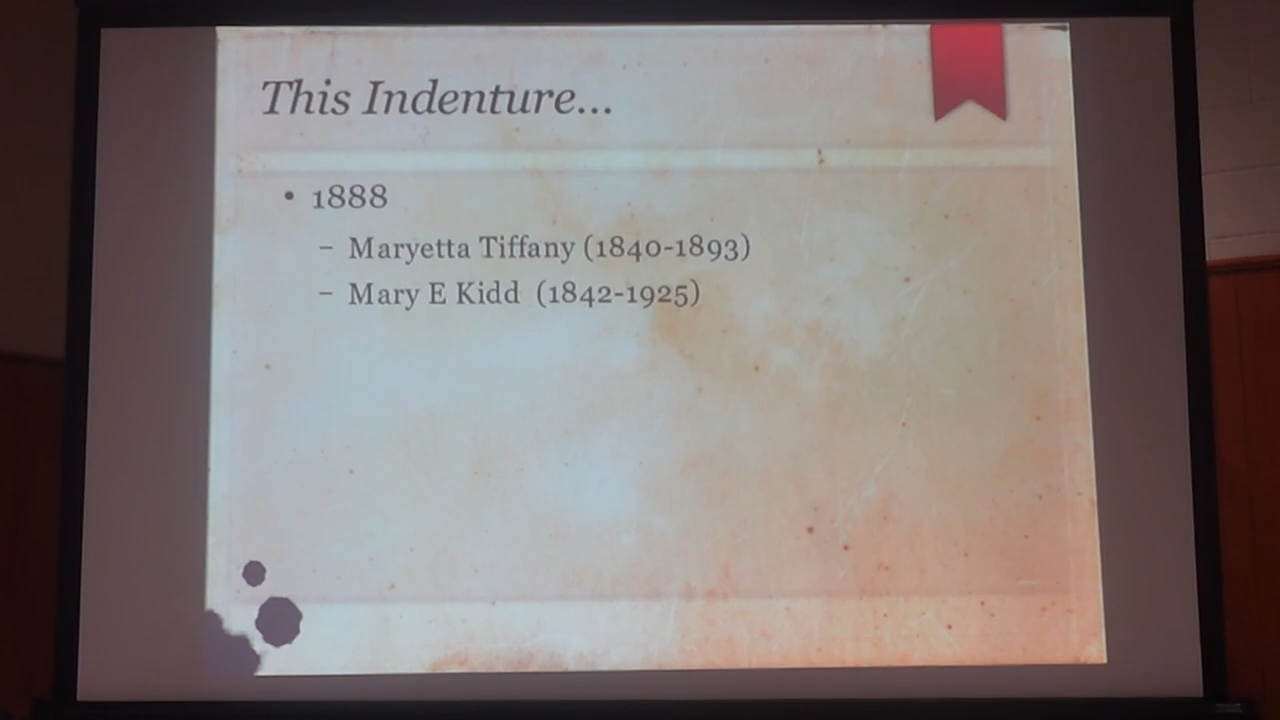 This Indenture...
• 1888
– Maryetta Tiffany (1840-1893)
– Mary E Kidd (1842-1925)